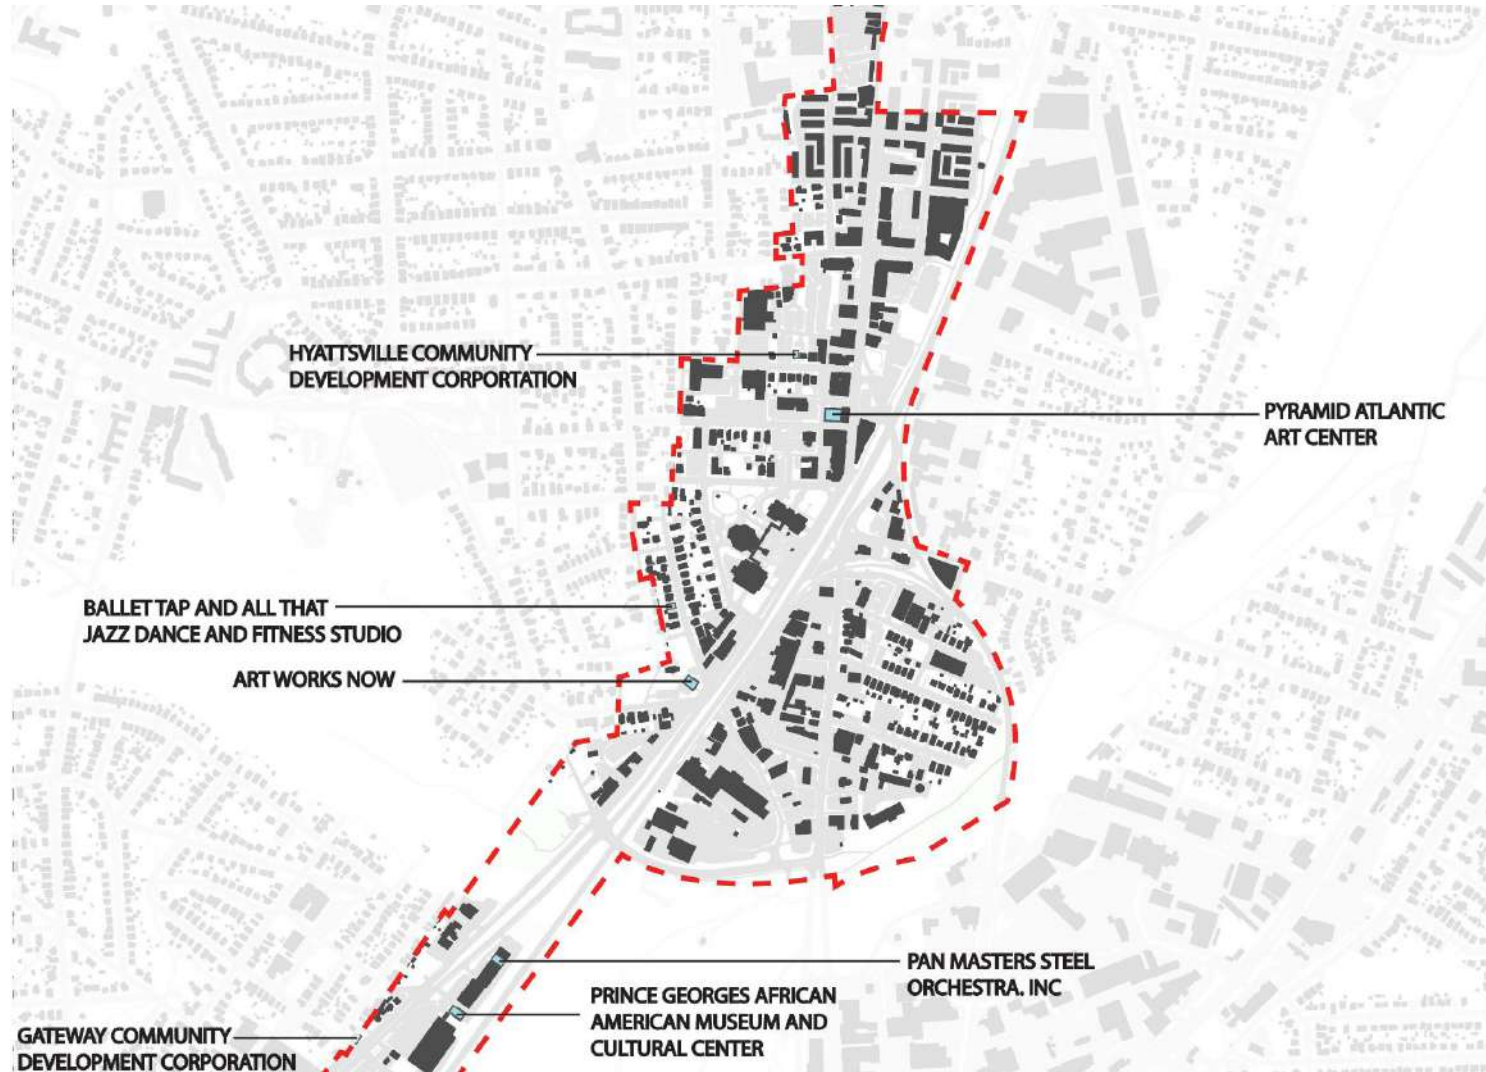 HYATTSVILLE COMMUNITY
DEVELOPMENT CORPORTATION
PYRAMID ATLANTIC
ART CENTER
BALLET TAP AND ALL THAT
JAZZ DANCE AND FITNESS STUDIO
ART WORKS NOW
PAN MASTERS STEEL
ORCHESTRA. INC
PRINCE GEORGES AFRICAN
AMERICAN MUSEUM AND
CULTURAL CENTER
GATEWAY COMMUNITY
DEVELOPMENT CORPORATION